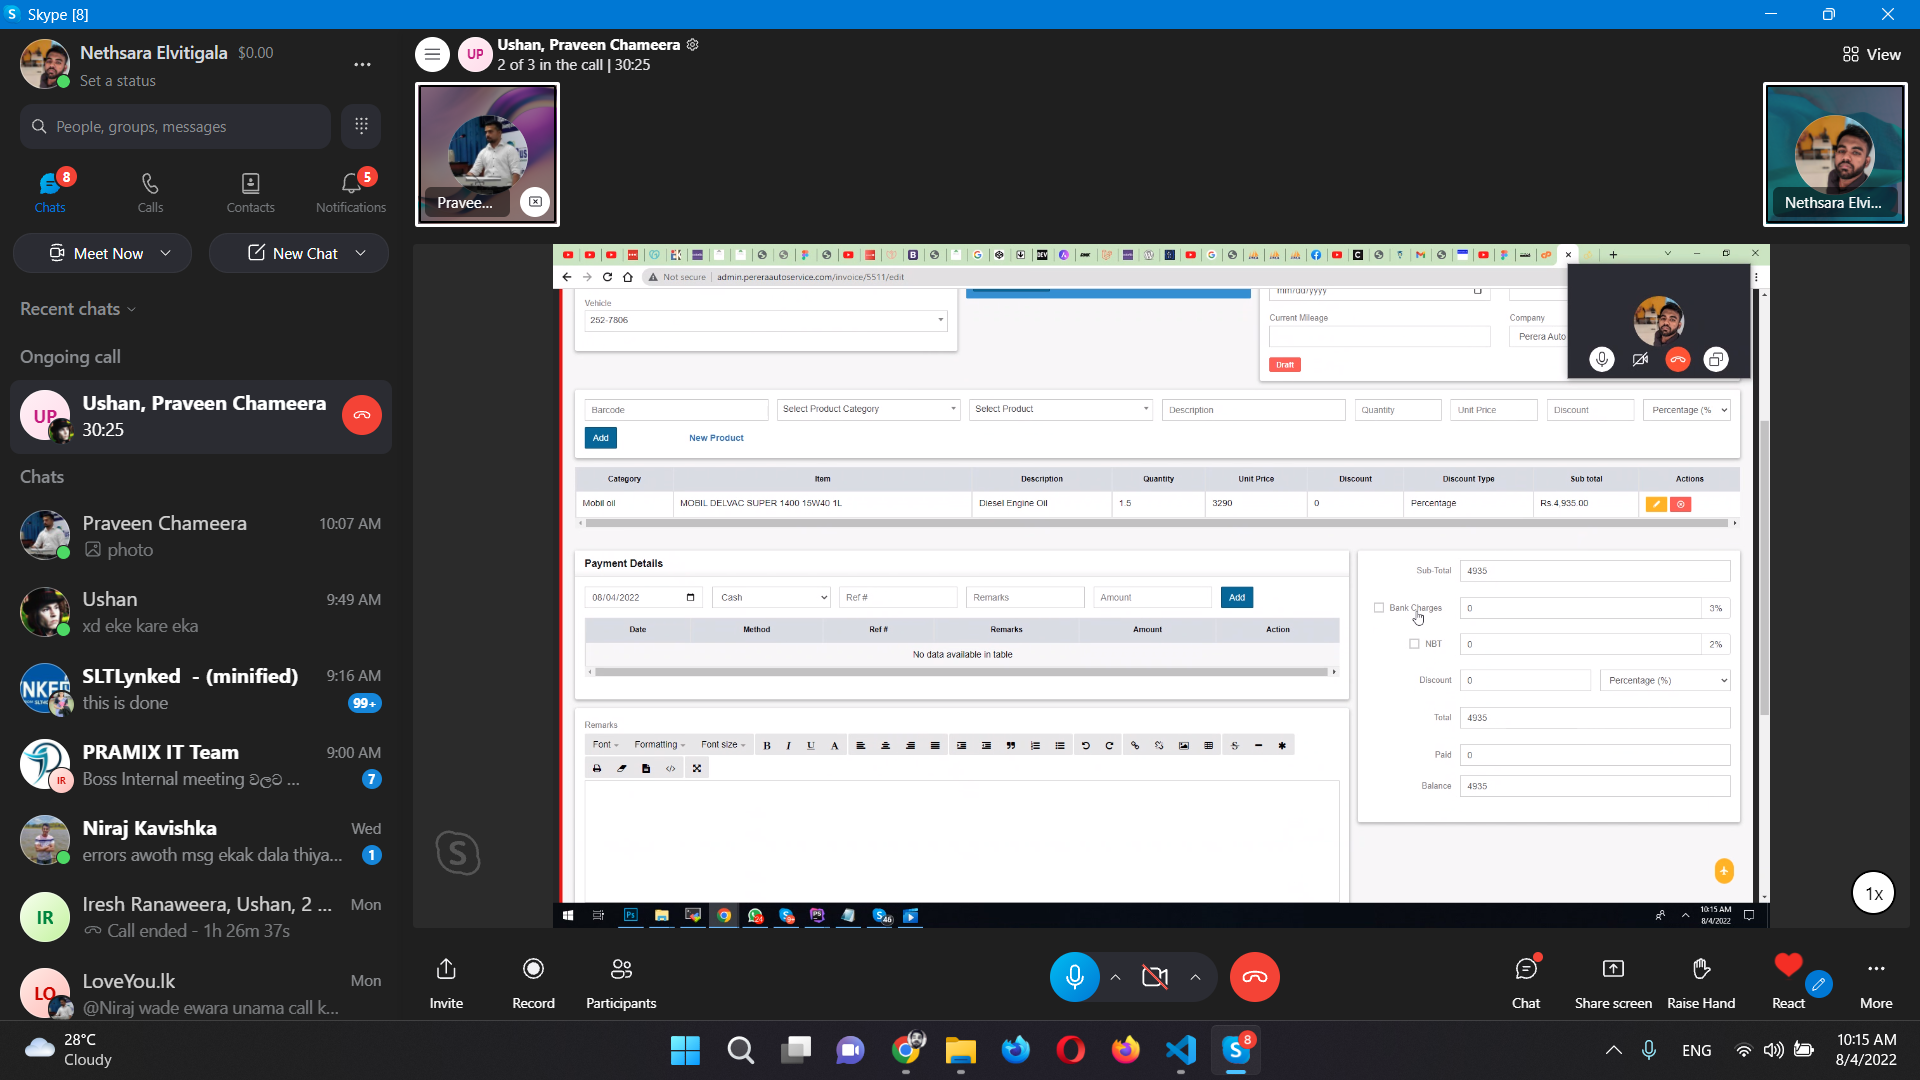 Skype [8]
Nethsara Elvitigala $0.00
Set a status
People, groups, messages
8
5
Chats
Calls
Contacts
Notifications
Meet Now
New Chat
Recent chats
Ongoing call
UP
Ushan, Praveen Chameera
30:25
Chats
Praveen Chameera 10:07 AM
photo
Ushan 9:49 AM
xd eke kare eka
SLTLynked - (minified) 9:16 AM
this is done 99+
PRAMIX IT Team 9:00 AM
IR
Boss Internal meeting වලට ... 7
Niraj Kavishka Wed
errors awoth msg ekak dala thiya... 1
IR
Iresh Ranaweera, Ushan, 2 ... Mon
Call ended - 1h 26m 37s
LO
LoveYou.lk Mon
@Niraj wade ewara unama call k...
UP
Ushan, Praveen Chameera
2 of 3 in the call | 30:25
View
Pravee...
Nethsara Elvi...
Not secure | admin.pereraautoservice.com/invoice/5511/edit
Vehicle
252-7806
mm/dd/yyyy
Current Mileage
Company
Perera Auto
Draft
Barcode
Select Product Category
Select Product
Description
Quantity
Unit Price
Discount
Percentage (%
Add
New Product
Category Item Description Quantity Unit Price Discount Discount Type Sub total Actions
Mobil oil MOBIL DELVAC SUPER 1400 15W40 1L Diesel Engine Oil 1.5 3290 0 Percentage Rs.4,935.00
Payment Details
08/04/2022 Cash Ref # Remarks Amount Add
Date Method Ref # Remarks Amount Action
No data available in table
Sub-Total 4935
Bank Charges 0 3%
NBT 0 2%
Discount 0 Percentage (%)
Total 4935
Paid 0
Balance 4935
Remarks
Font Formatting Font size B I U A
10:15 AM
8/4/2022
1x
Invite
Record
Participants
Chat
Share screen
Raise Hand
React
More
28°C
Cloudy
8
ENG
10:15 AM
8/4/2022